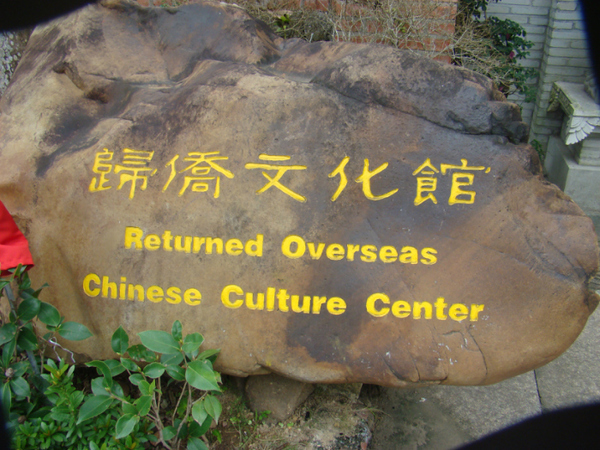 歸僑文化館
Returned Overseas
Chinese Culture Center